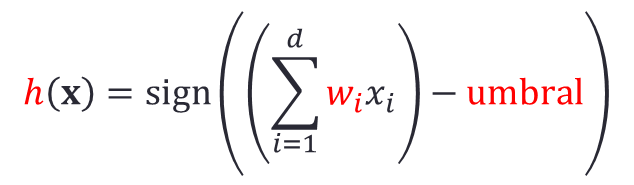 h(x) = sign((∑_{i=1}^{d} w_i x_i) − umbral)